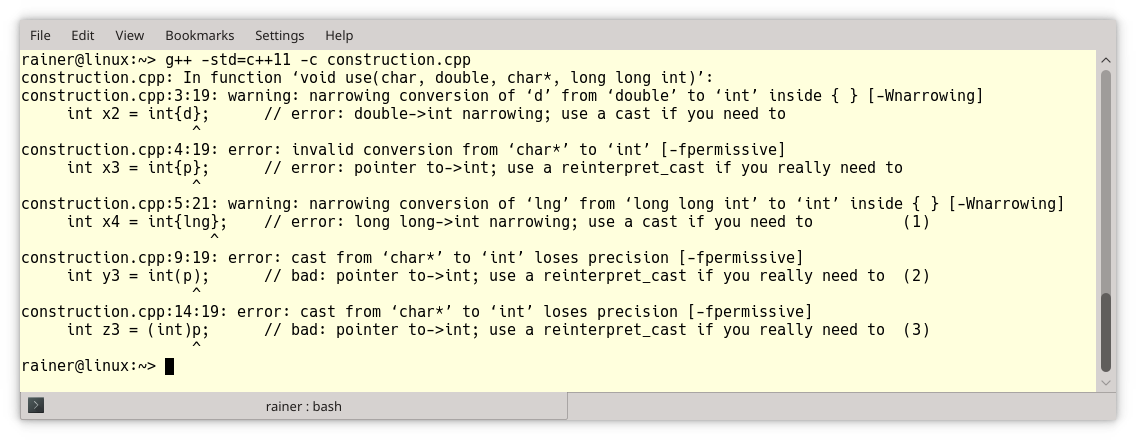 File Edit View Bookmarks Settings Help
rainer@linux:~> g++ -std=c++11 -c construction.cpp
construction.cpp: In function ‘void use(char, double, char*, long long int)’:
construction.cpp:3:19: warning: narrowing conversion of ‘d’ from ‘double’ to ‘int’ inside { } [-Wnarrowing]
     int x2 = int{d};      // error: double->int narrowing; use a cast if you need to
                   ^
construction.cpp:4:19: error: invalid conversion from ‘char*’ to ‘int’ [-fpermissive]
     int x3 = int{p};      // error: pointer to->int; use a reinterpret_cast if you really need to
                   ^
construction.cpp:5:21: warning: narrowing conversion of ‘lng’ from ‘long long int’ to ‘int’ inside { } [-Wnarrowing]
     int x4 = int{lng};    // error: long long->int narrowing; use a cast if you need to          (1)
                     ^
construction.cpp:9:19: error: cast from ‘char*’ to ‘int’ loses precision [-fpermissive]
     int y3 = int(p);      // bad: pointer to->int; use a reinterpret_cast if you really need to  (2)
                   ^
construction.cpp:14:19: error: cast from ‘char*’ to ‘int’ loses precision [-fpermissive]
     int z3 = (int)p;      // bad: pointer to->int; use a reinterpret_cast if you really need to  (3)
                   ^
rainer@linux:~>
rainer : bash